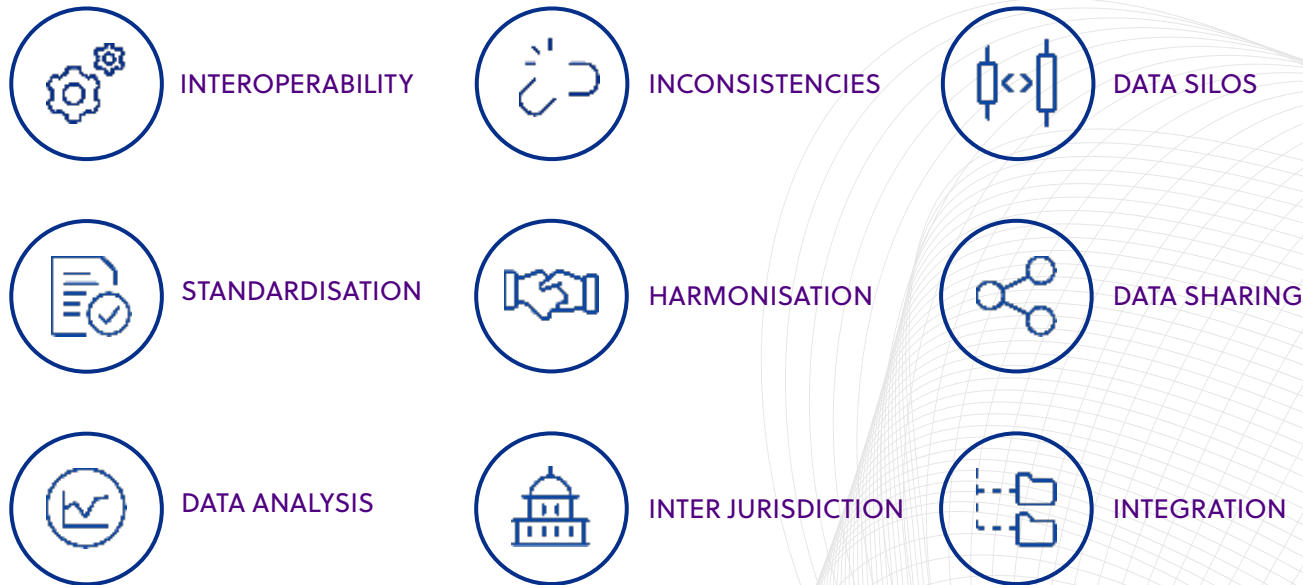 INTEROPERABILITY
INCONSISTENCIES
DATA SILOS
STANDARDISATION
HARMONISATION
DATA SHARING
DATA ANALYSIS
INTER JURISDICTION
INTEGRATION